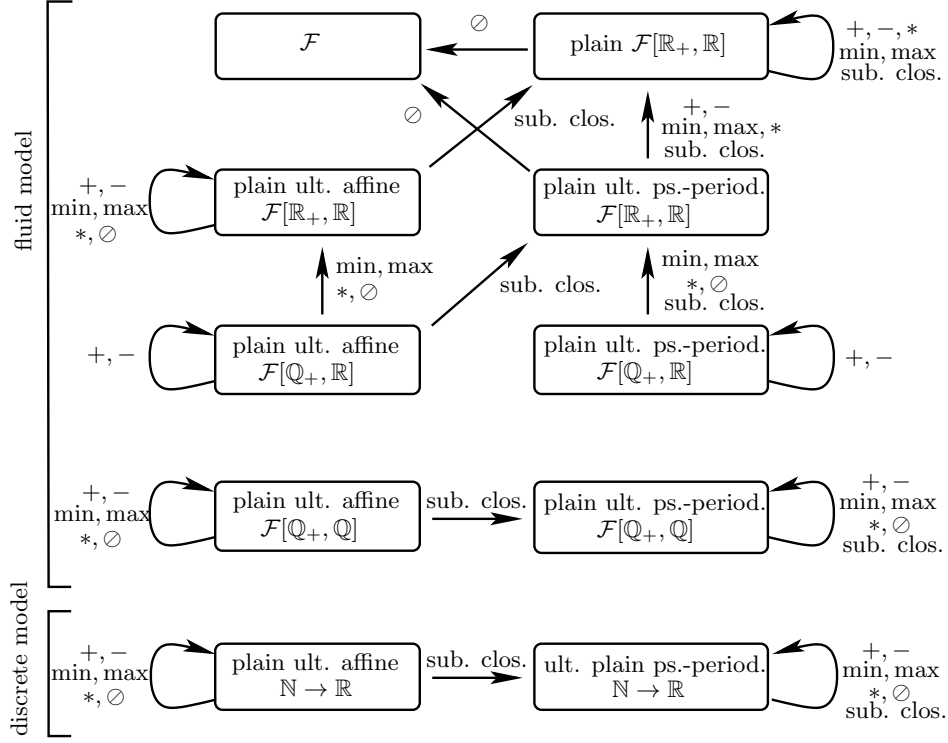 fluid model
ℱ
⊘
plain ℱ[ℝ₊, ℝ]
+, −, ∗
min, max
sub. clos.
⊘
sub. clos.
+, −
min, max, ∗
sub. clos.
+, −
min, max
∗, ⊘
plain ult. affine
ℱ[ℝ₊, ℝ]
plain ult. ps.-period.
ℱ[ℝ₊, ℝ]
min, max
∗, ⊘
sub. clos.
min, max
∗, ⊘
sub. clos.
+, −
plain ult. affine
ℱ[ℚ₊, ℝ]
plain ult. ps.-period.
ℱ[ℚ₊, ℝ]
+, −
+, −
min, max
∗, ⊘
plain ult. affine
ℱ[ℚ₊, ℚ]
sub. clos.
plain ult. ps.-period.
ℱ[ℚ₊, ℚ]
+, −
min, max
∗, ⊘
sub. clos.
discrete model
+, −
min, max
∗, ⊘
plain ult. affine
ℕ → ℝ
sub. clos.
ult. plain ps.-period.
ℕ → ℝ
+, −
min, max
∗, ⊘
sub. clos.